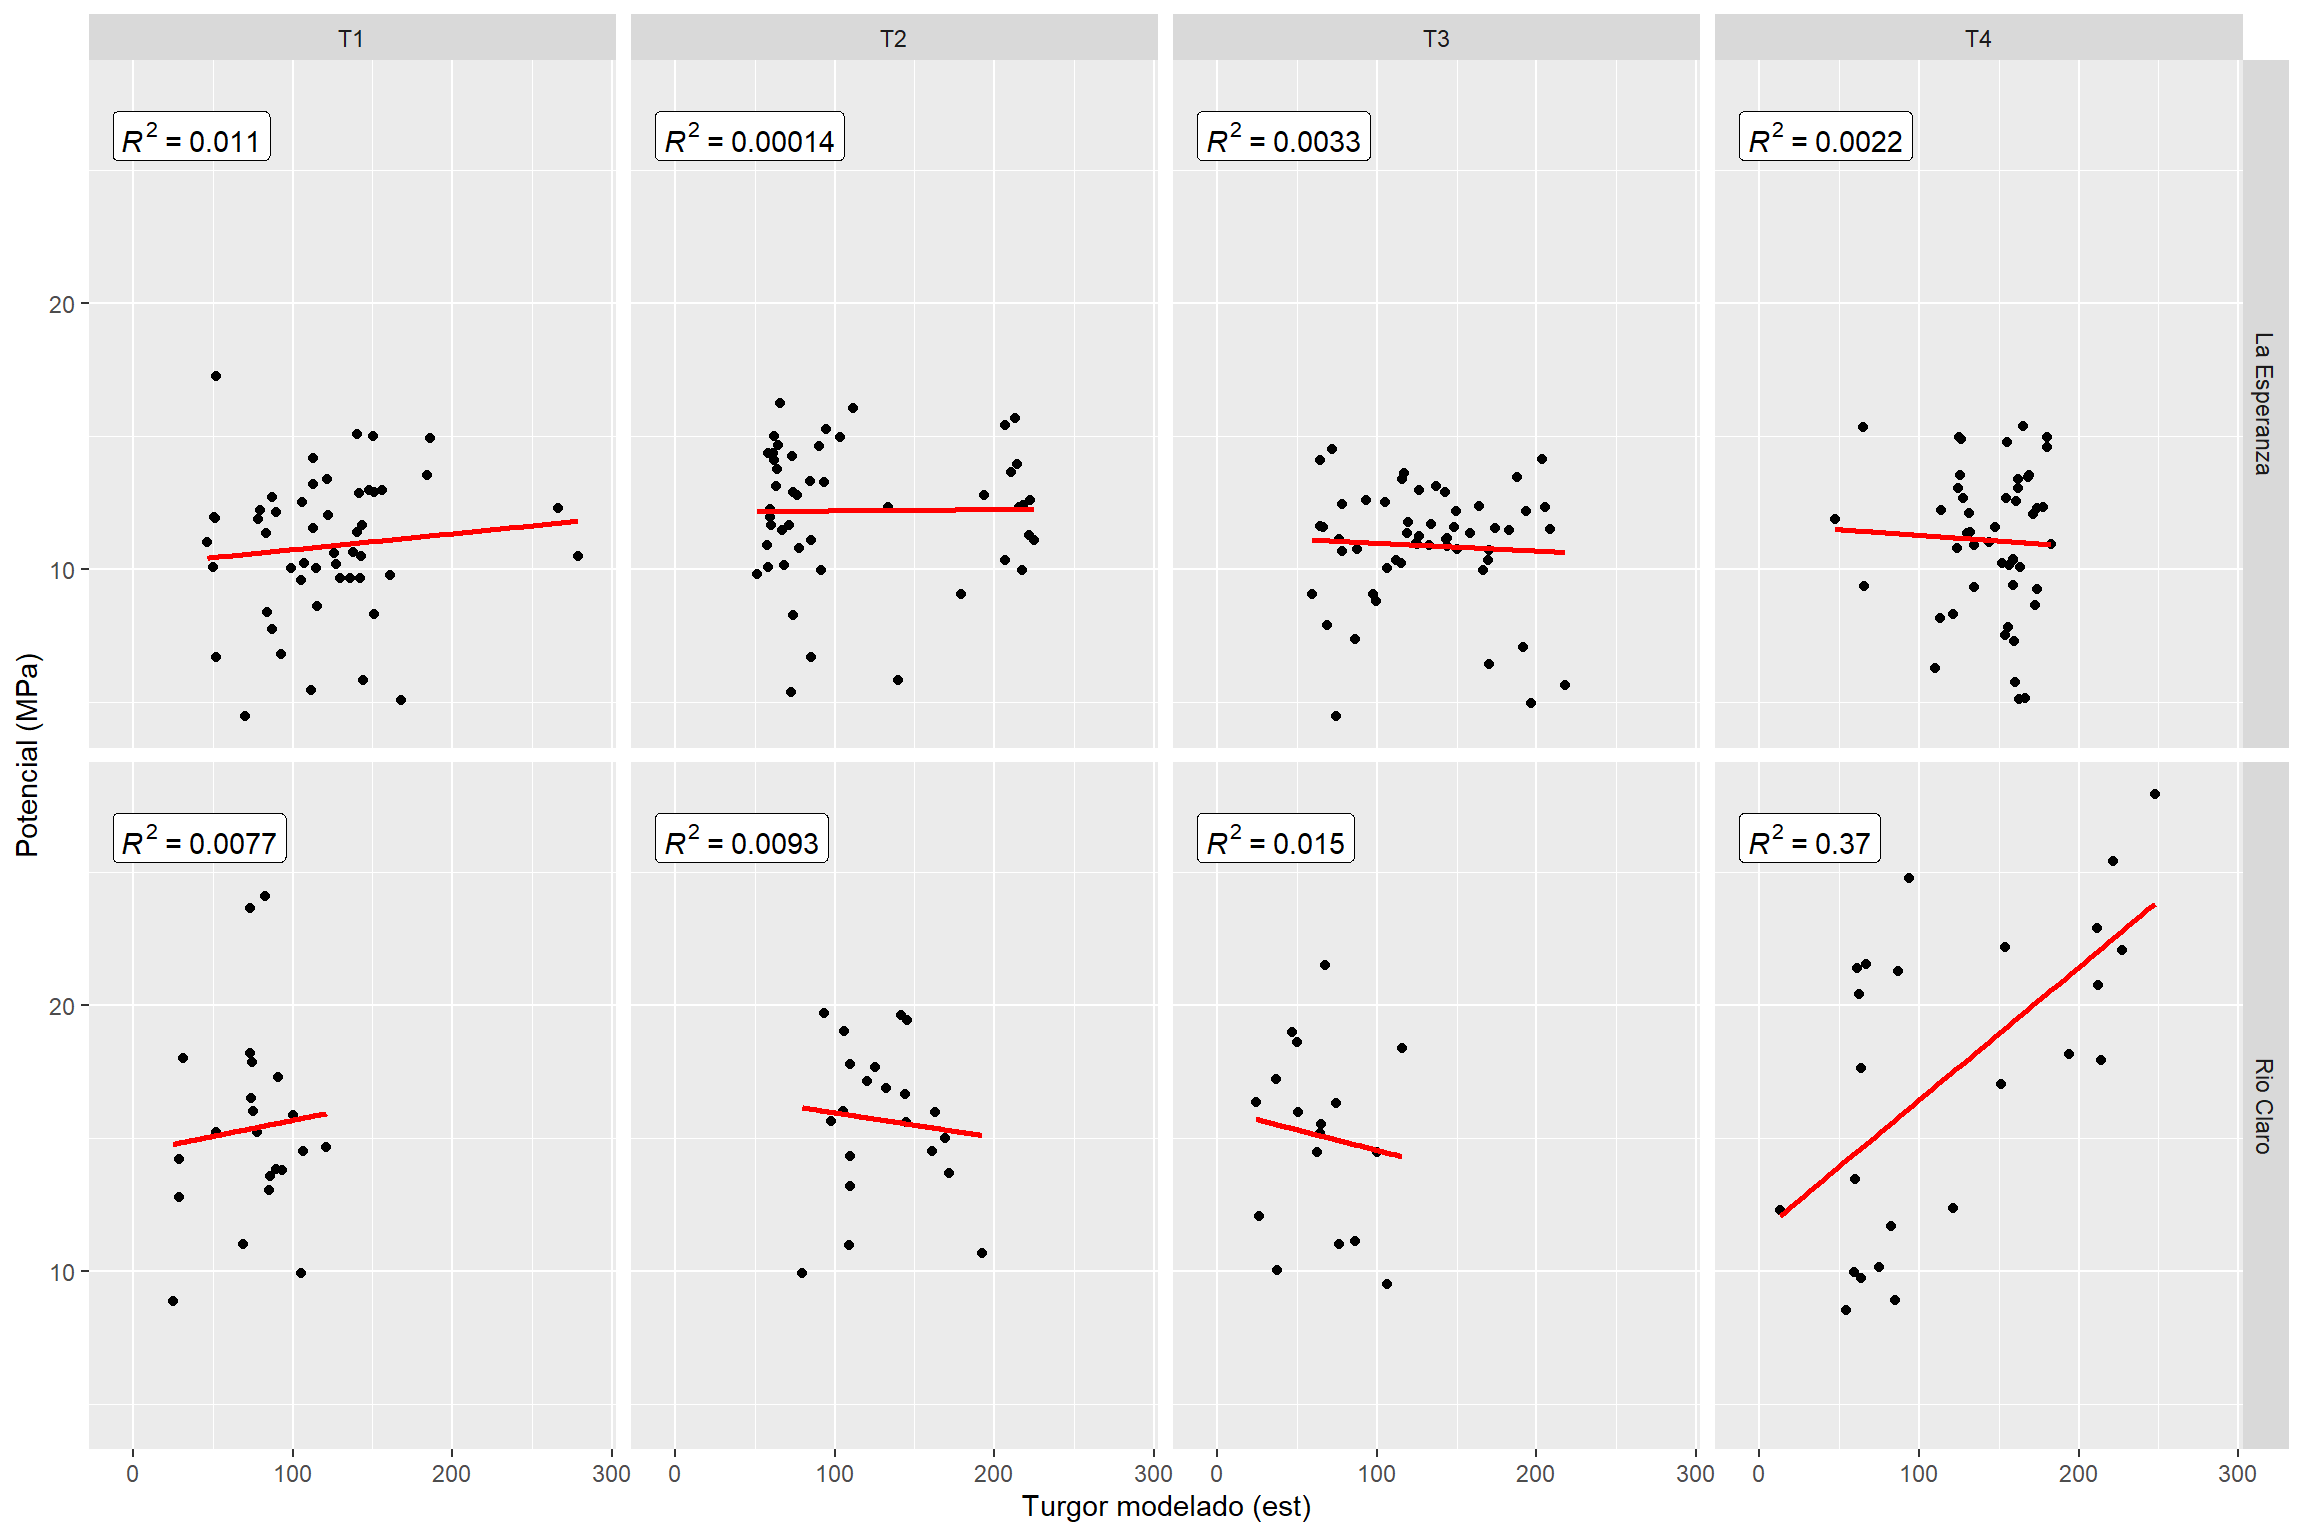 T1 T2 T3 T4
R² = 0.011
R² = 0.00014
R² = 0.0033
R² = 0.0022
La Esperanza
20
10
Potencial (MPa)
R² = 0.0077
R² = 0.0093
R² = 0.015
R² = 0.37
Rio Claro
20
10
0 100 200 300 0 100 200 300 0 100 200 300 0 100 200 300
Turgor modelado (est)